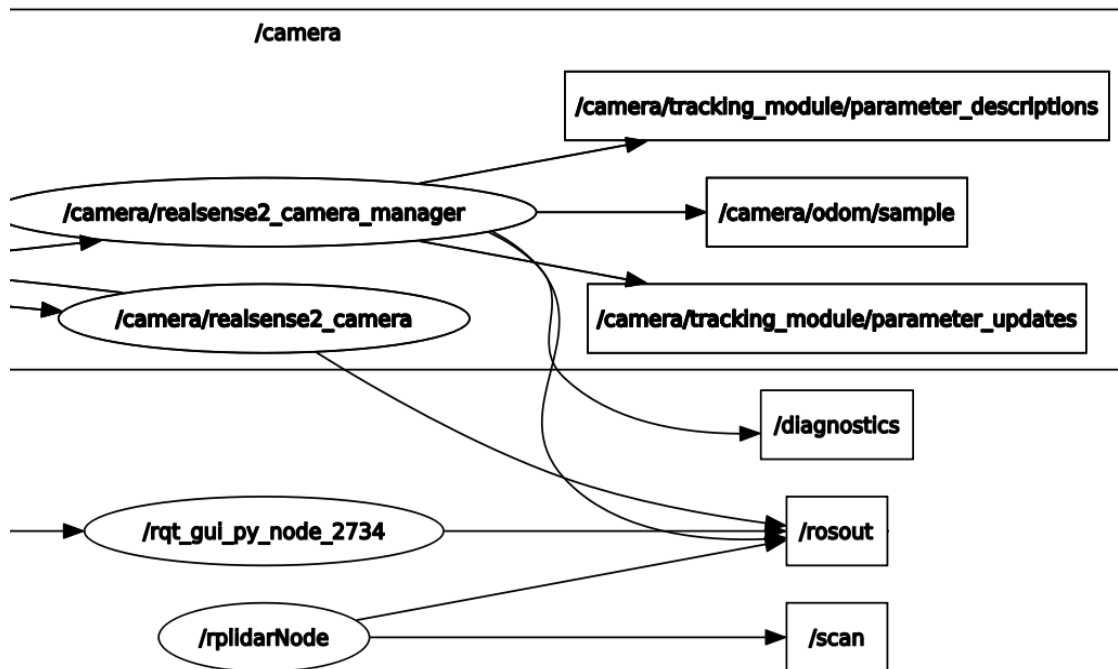 /camera
/camera/tracking_module/parameter_descriptions
/camera/realsense2_camera_manager
/camera/odom/sample
/camera/realsense2_camera
/camera/tracking_module/parameter_updates
/diagnostics
/rqt_gui_py_node_2734
/rosout
/rplidarNode
/scan